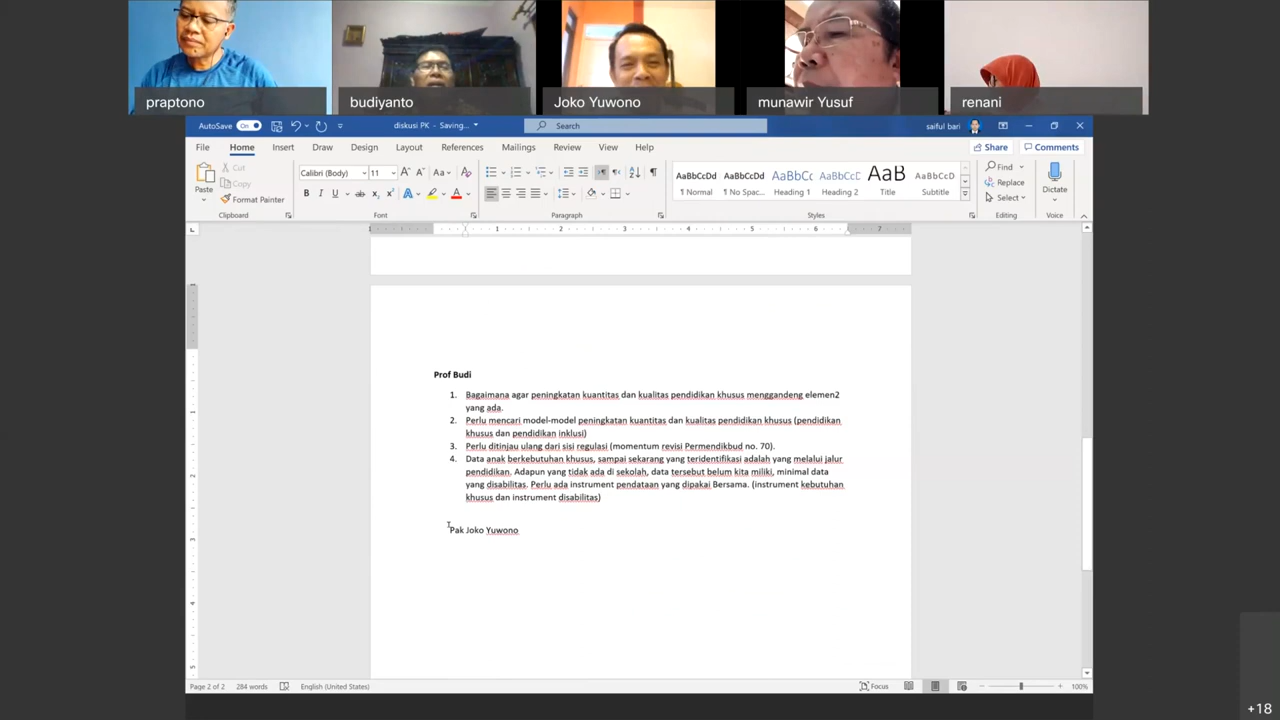 praptono
budiyanto
Joko Yuwono
munawir Yusuf
renani
AutoSave On diskusi PK - Saving... Search saiful bari
File Home Insert Draw Design Layout References Mailings Review View Help Share Comments
Paste Cut Copy Format Painter Clipboard
Calibri (Body) 11 Font
Paragraph
AaBbCcDd AaBbCcDd AaBbCc AaBbCcD AaB AaBbCcD
1 Normal 1 No Spac... Heading 1 Heading 2 Title Subtitle
Styles
Find Replace Select Editing
Dictate Voice
Prof Budi
1. Bagaimana agar peningkatan kuantitas dan kualitas pendidikan khusus menggandeng elemen2
yang ada.
2. Perlu mencari model-model peningkatan kuantitas dan kualitas pendidikan khusus (pendidikan
khusus dan pendidikan inklusi)
3. Perlu ditinjau ulang dari sisi regulasi (momentum revisi Permendikbud no. 70).
4. Data anak berkebutuhan khusus, sampai sekarang yang teridentifikasi adalah yang melalui jalur
pendidikan. Adapun yang tidak ada di sekolah, data tersebut belum kita miliki, minimal data
yang disabilitas. Perlu ada instrument pendataan yang dipakai Bersama. (instrument kebutuhan
khusus dan instrument disabilitas)
Pak Joko Yuwono
Page 2 of 2 284 words English (United States) Focus 100%
+18